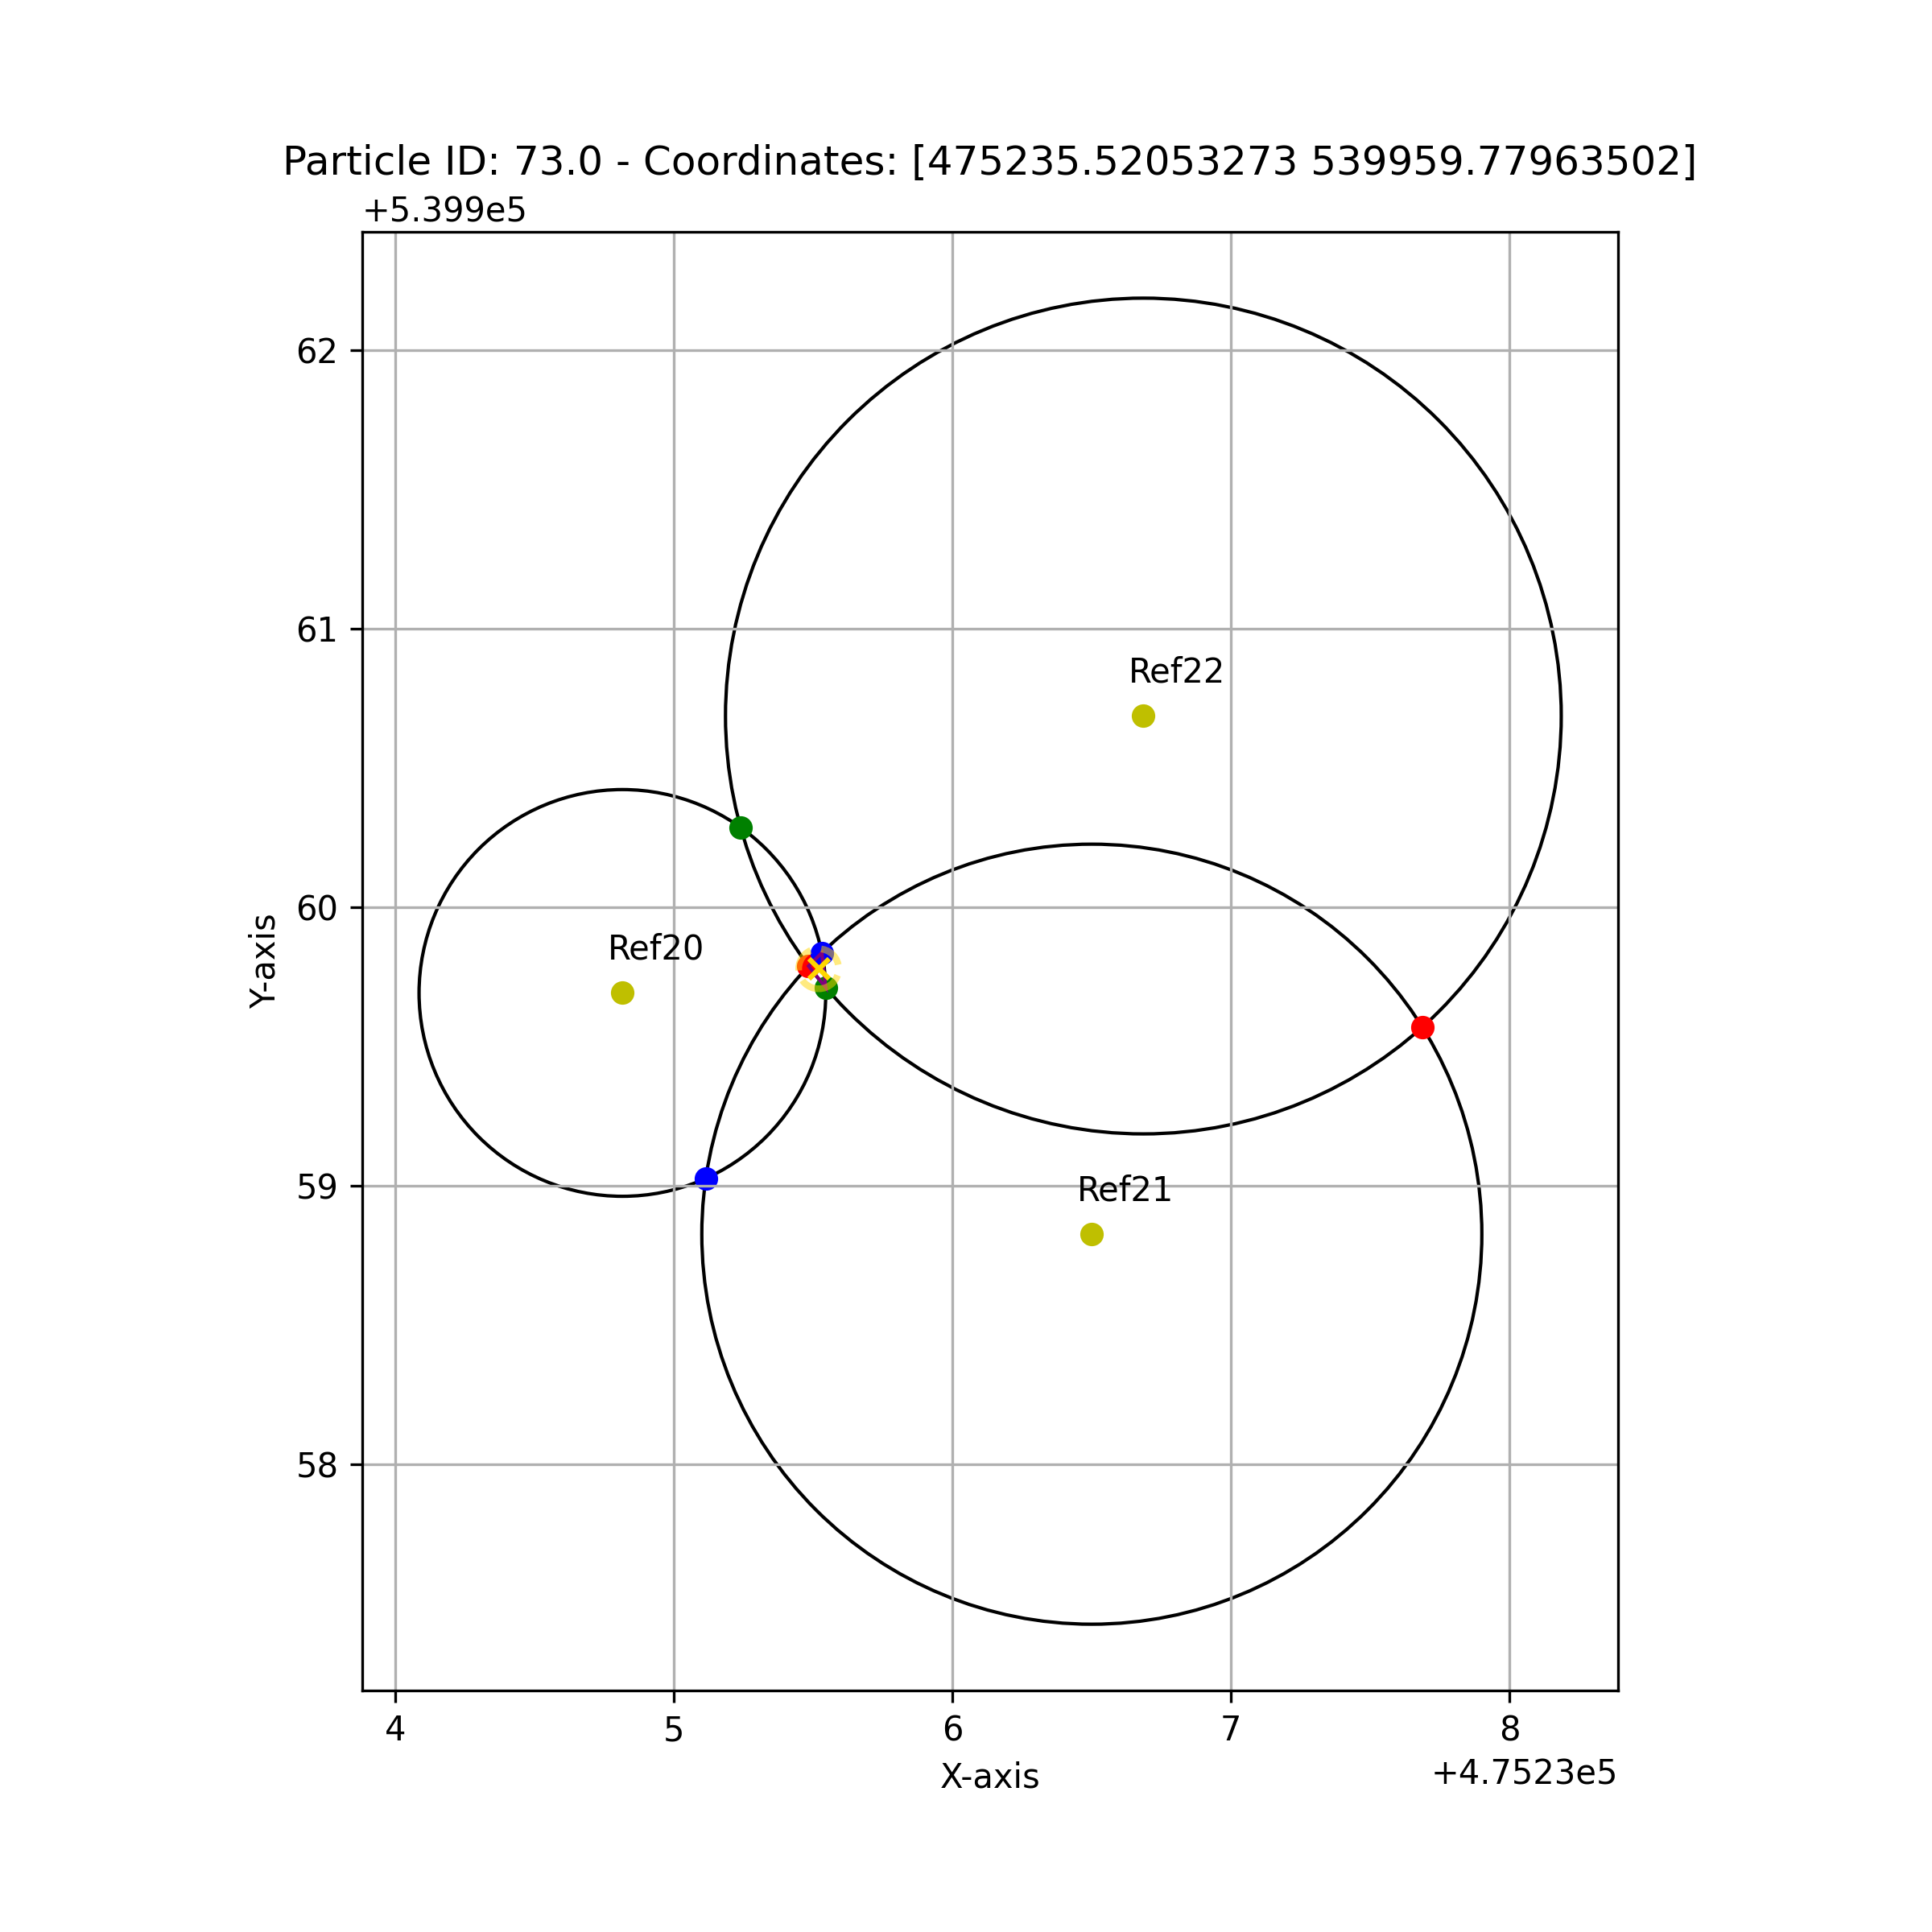 Particle ID: 73.0 - Coordinates: [475235.52053273 539959.77963502]
+5.399e5
62
61
Ref22
60
Ref20
Y-axis
59
Ref21
58
4 5 6 7 8
X-axis
+4.7523e5